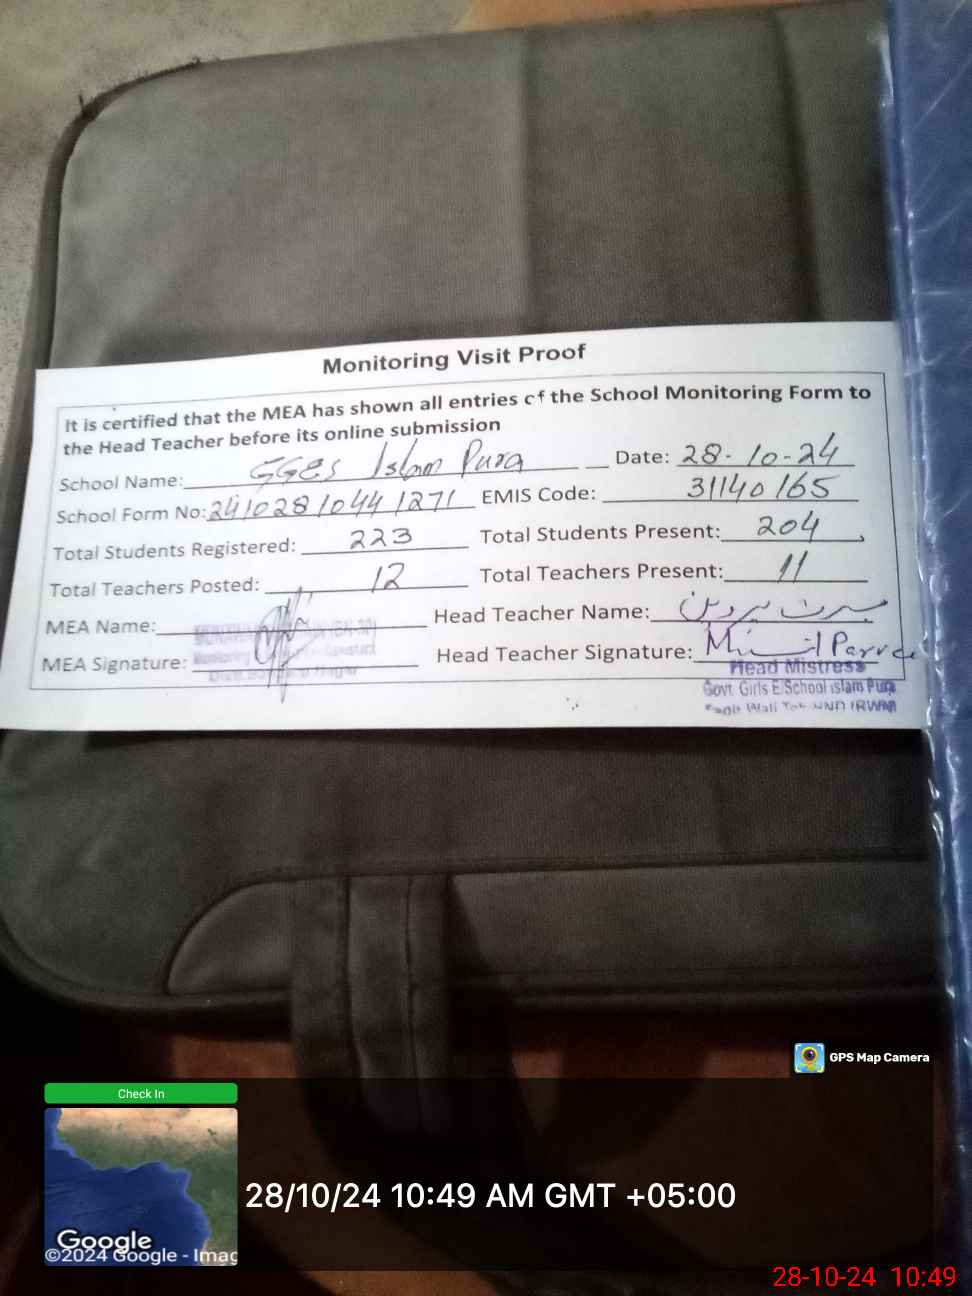 Monitoring Visit Proof
It is certified that the MEA has shown all entries of the School Monitoring Form to
the Head Teacher before its online submission
School Name: GGES Islam Pura Date: 28-10-24
School Form No: 24102810441271 EMIS Code: 31140165
Total Students Registered: 223 Total Students Present: 204
Total Teachers Posted: 12 Total Teachers Present: 11
MEA Name: Head Teacher Name: مسرت پروین
MEA Signature: Head Teacher Signature:
Head Mistress
Govt. Girls E/School islam Pura
GPS Map Camera
Check In
28/10/24 10:49 AM GMT +05:00
Google
©2024 Google - Imag
28-10-24 10:49